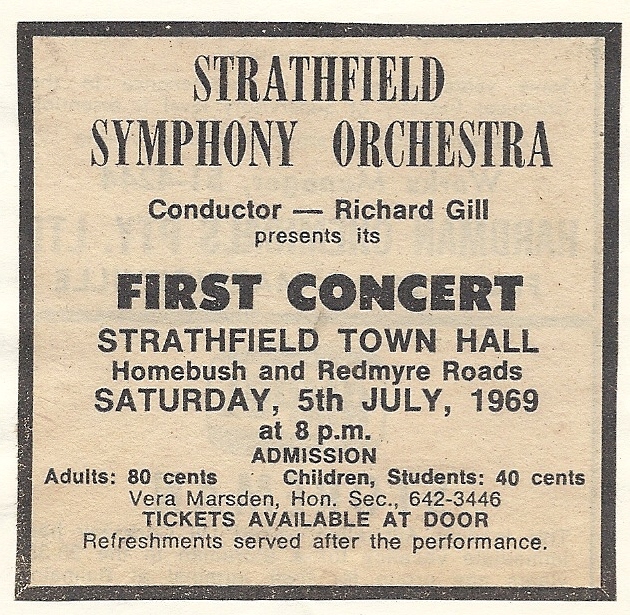 STRATHFIELD
SYMPHONY ORCHESTRA
Conductor — Richard Gill
presents its
FIRST CONCERT
STRATHFIELD TOWN HALL
Homebush and Redmyre Roads
SATURDAY, 5th JULY, 1969
at 8 p.m.
ADMISSION
Adults: 80 cents Children, Students: 40 cents
Vera Marsden, Hon. Sec., 642-3446
TICKETS AVAILABLE AT DOOR
Refreshments served after the performance.